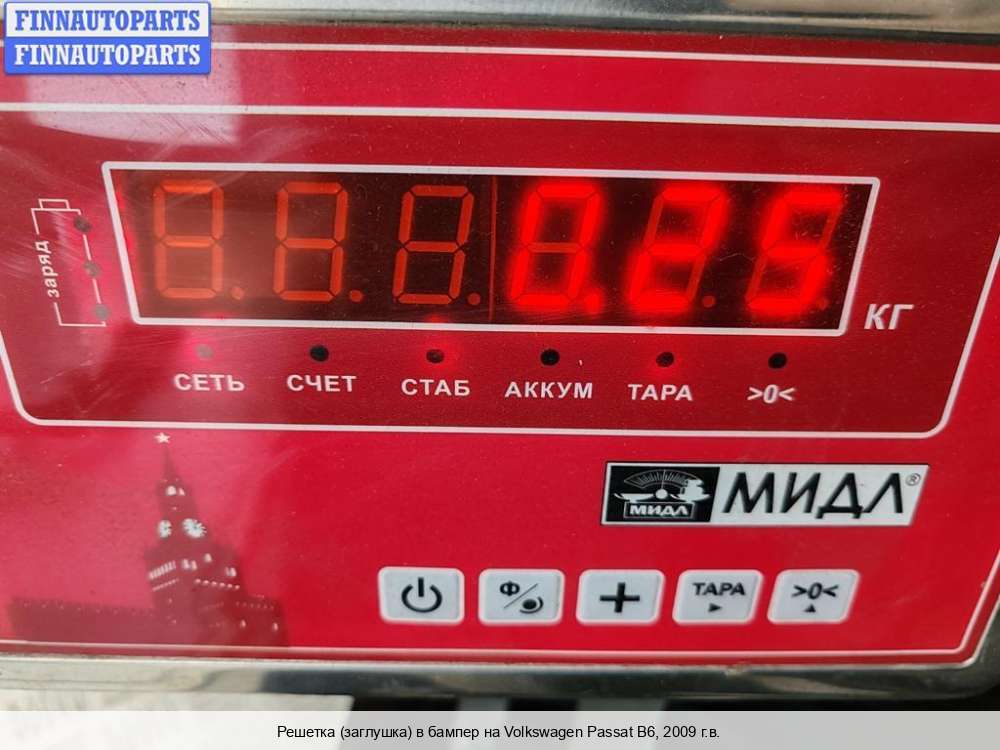 FINNAUTOPARTS
FINNAUTOPARTS
0.25
заряд
КГ
СЕТЬ СЧЕТ СТАБ АККУМ ТАРА >0<
МИДЛ МИДЛ®
Ф ТАРА >0<
Решетка (заглушка) в бампер на Volkswagen Passat B6, 2009 г.в.